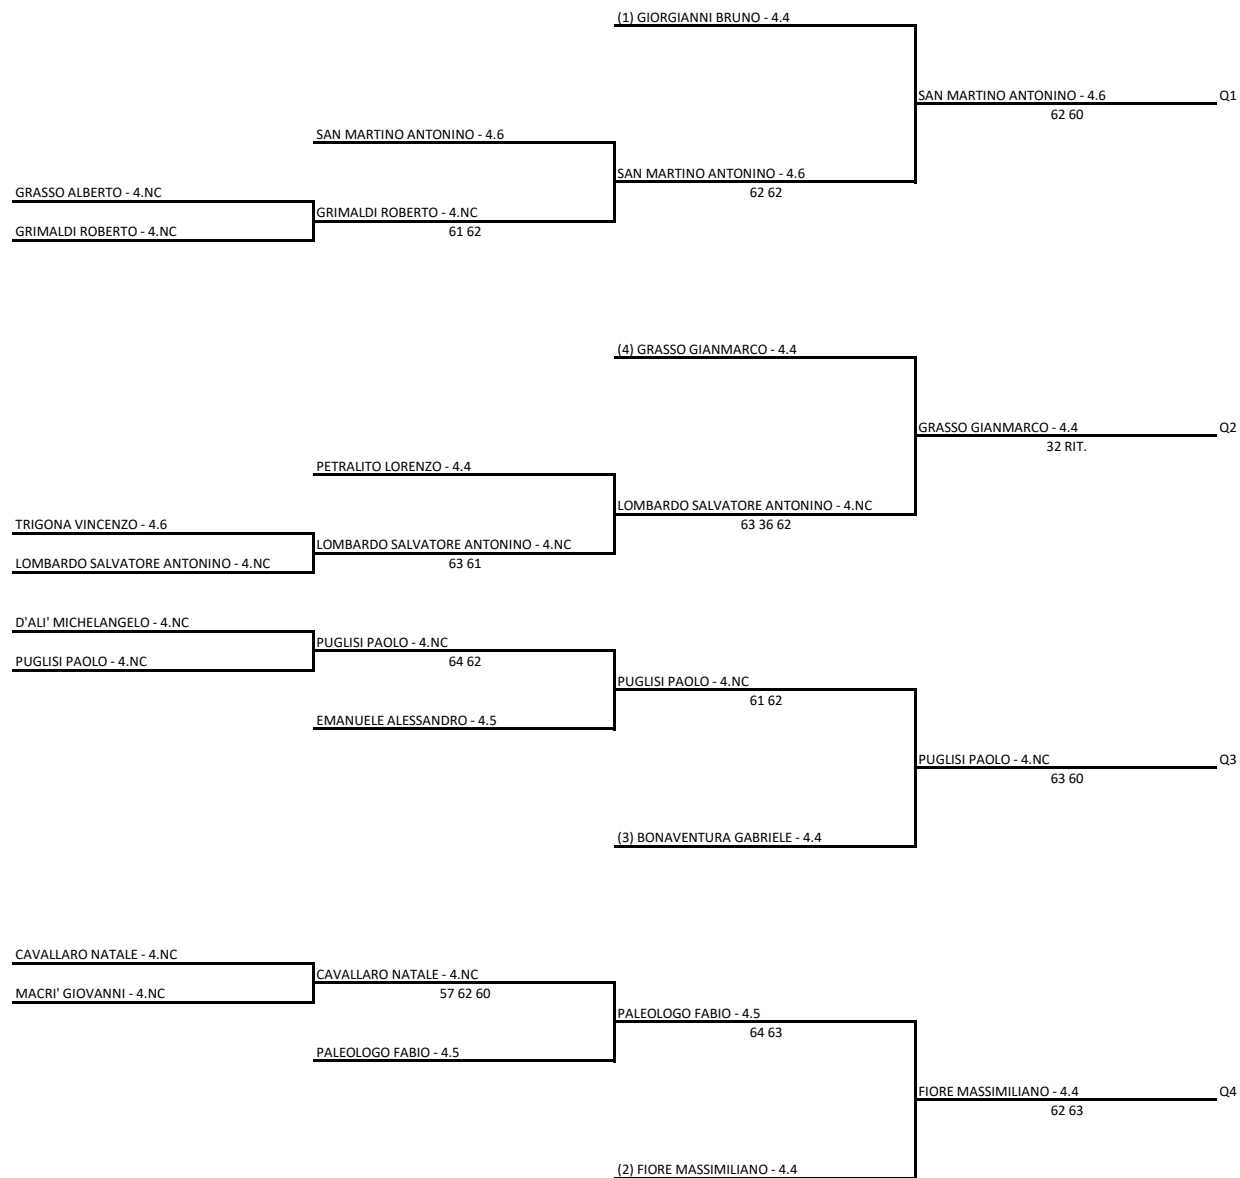 (1) GIORGIANNI BRUNO - 4.4
SAN MARTINO ANTONINO - 4.6
Q1
62 60
SAN MARTINO ANTONINO - 4.6
SAN MARTINO ANTONINO - 4.6
62 62
GRASSO ALBERTO - 4.NC
GRIMALDI ROBERTO - 4.NC
61 62
GRIMALDI ROBERTO - 4.NC
(4) GRASSO GIANMARCO - 4.4
GRASSO GIANMARCO - 4.4
Q2
32 RIT.
PETRALITO LORENZO - 4.4
LOMBARDO SALVATORE ANTONINO - 4.NC
63 36 62
TRIGONA VINCENZO - 4.6
LOMBARDO SALVATORE ANTONINO - 4.NC
63 61
LOMBARDO SALVATORE ANTONINO - 4.NC
D'ALI' MICHELANGELO - 4.NC
PUGLISI PAOLO - 4.NC
64 62
PUGLISI PAOLO - 4.NC
PUGLISI PAOLO - 4.NC
61 62
EMANUELE ALESSANDRO - 4.5
PUGLISI PAOLO - 4.NC
Q3
63 60
(3) BONAVENTURA GABRIELE - 4.4
CAVALLARO NATALE - 4.NC
CAVALLARO NATALE - 4.NC
57 62 60
MACRI' GIOVANNI - 4.NC
PALEOLOGO FABIO - 4.5
64 63
PALEOLOGO FABIO - 4.5
FIORE MASSIMILIANO - 4.4
Q4
62 63
(2) FIORE MASSIMILIANO - 4.4